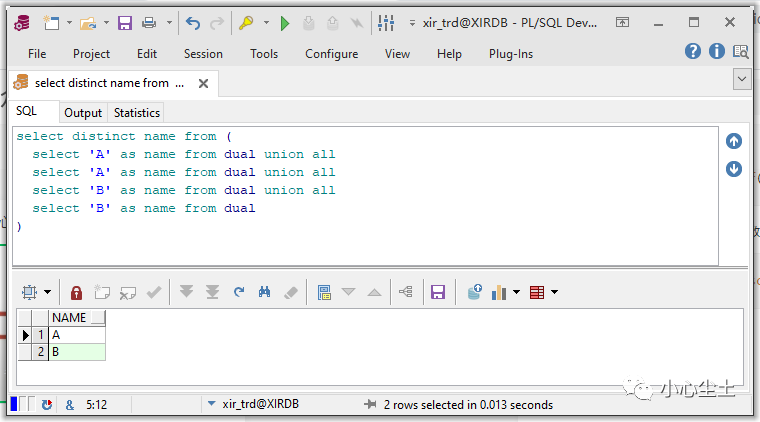 xir_trd@XIRDB - PL/SQL Dev...
File Project Edit Session Tools Help Plug-Ins
select distinct name from ...
SQL Output Statistics
select distinct name from (
select 'A' as name from dual union all
select 'A' as name from dual union all
select 'B' as name from dual union all
select 'B' as name from dual
)
NAME
1 A
2 B
& 5:12 xir_trd@XIRDB 2 rows selected in 0.013 seconds
小心生土